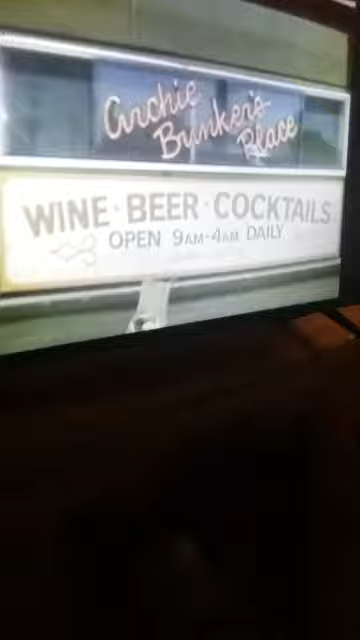 Archie
Bunker's
Place
WINE · BEER · COCKTAILS
OPEN 9AM-4AM DAILY